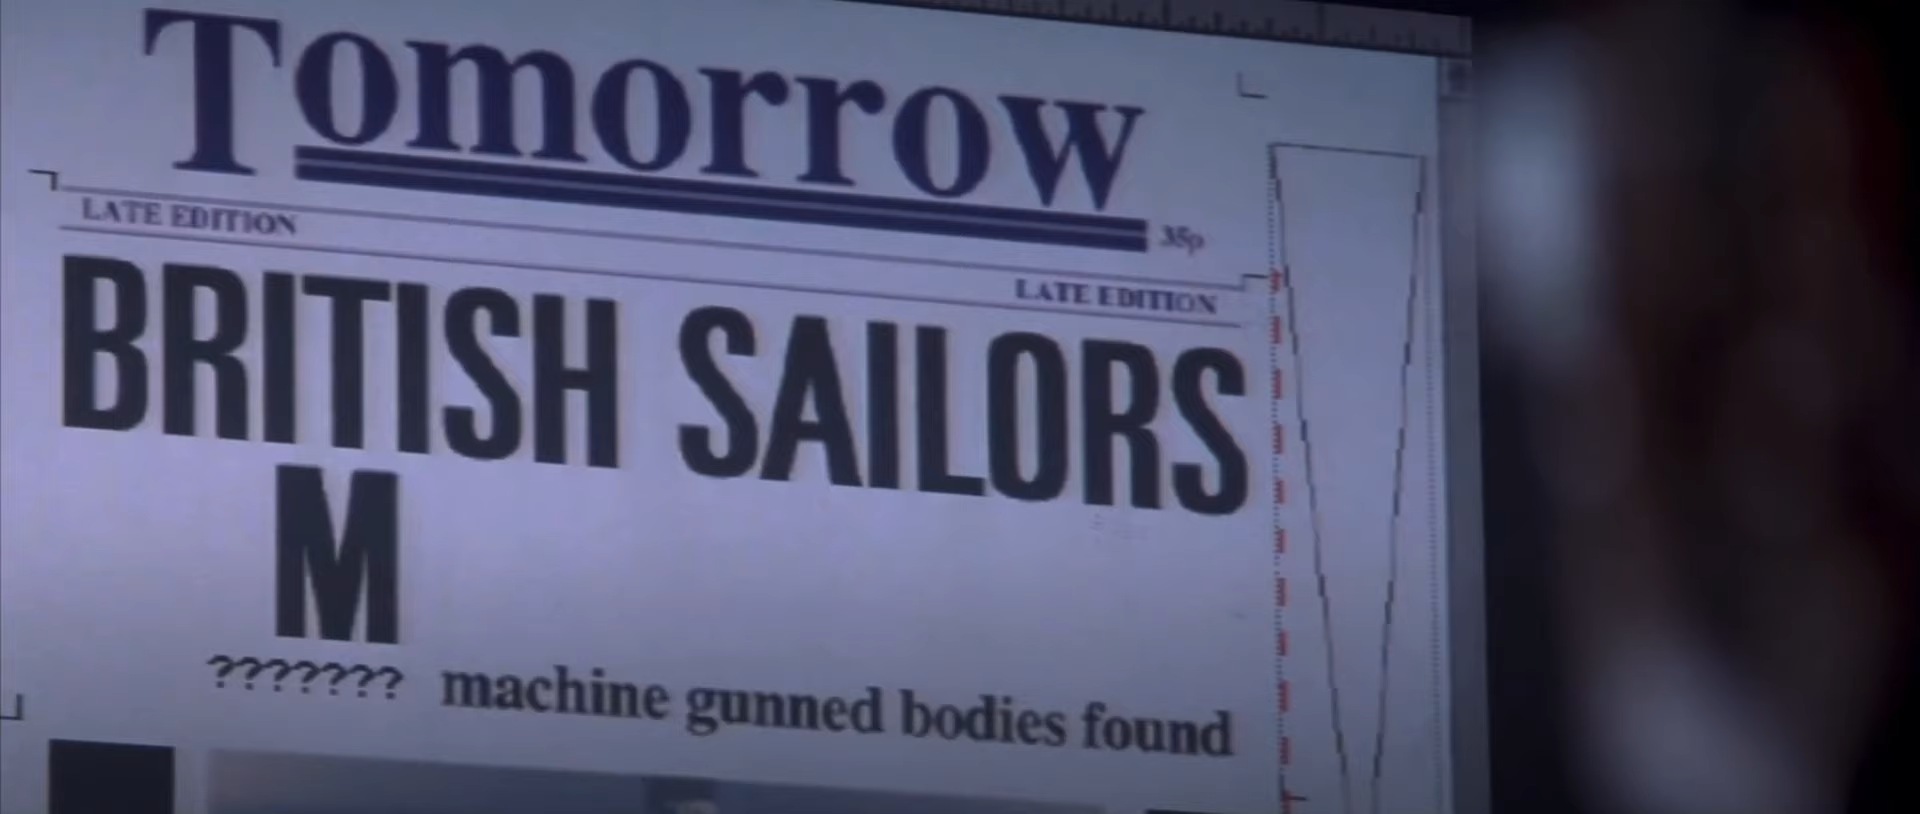 Tomorrow
35p
LATE EDITION
LATE EDITION
BRITISH SAILORS
M
??????? machine gunned bodies found